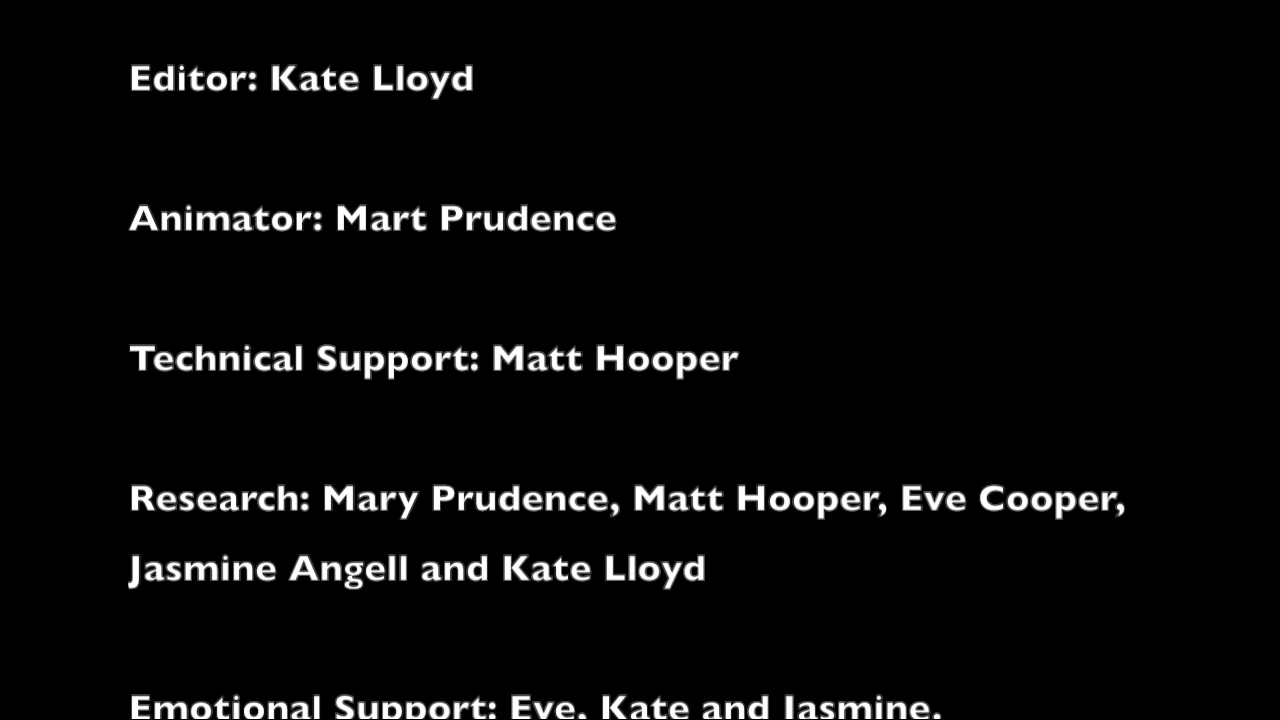 Editor: Kate Lloyd
Animator: Mart Prudence
Technical Support: Matt Hooper
Research: Mary Prudence, Matt Hooper, Eve Cooper,
Jasmine Angell and Kate Lloyd
Emotional Support: Eve, Kate and Jasmine.